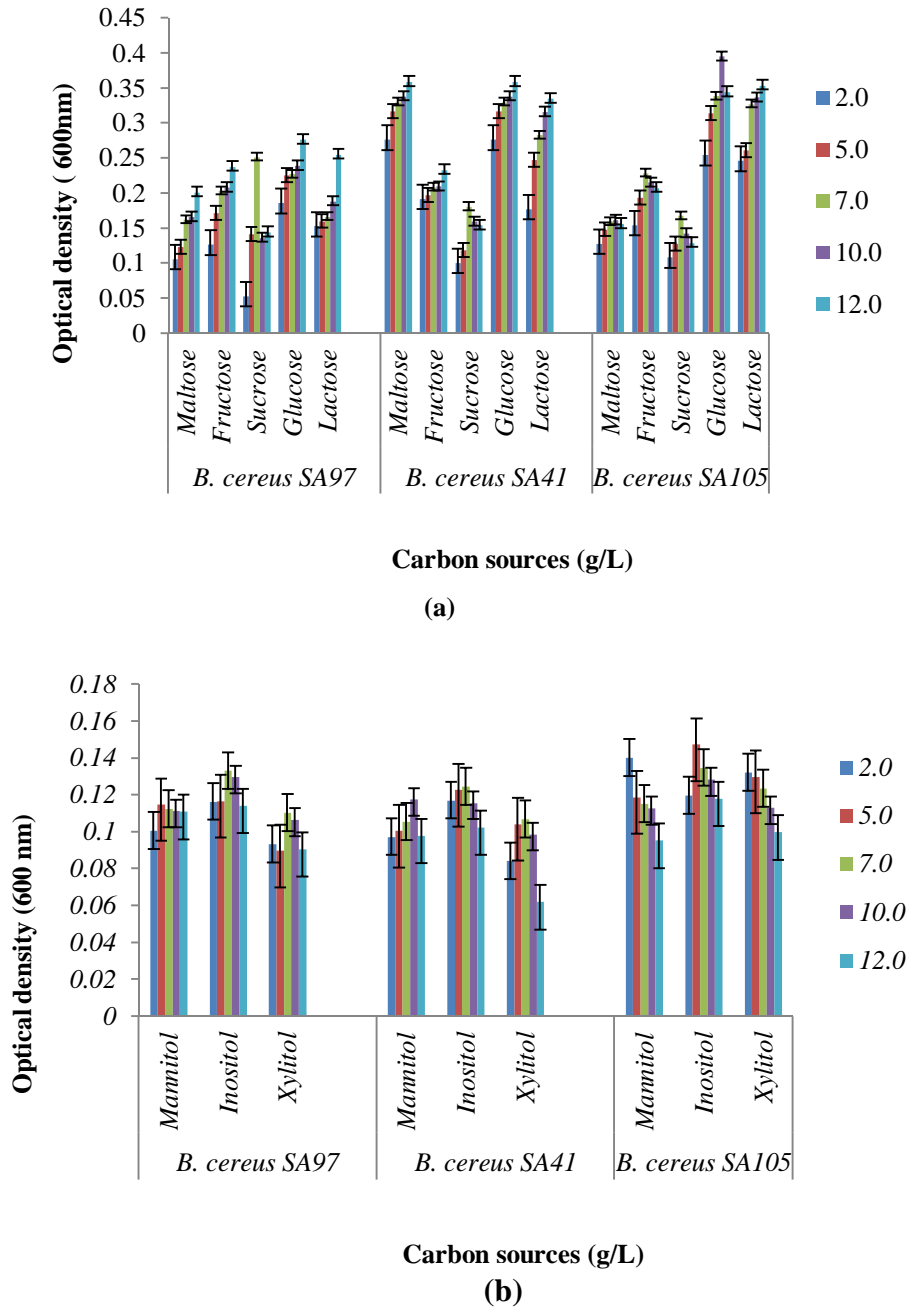 0.45
0.4
0.35
0.3
0.25
0.2
0.15
0.1
0.05
0
Optical density ( 600nm)
Maltose
Fructose
Sucrose
Glucose
Lactose
Maltose
Fructose
Sucrose
Glucose
Lactose
Maltose
Fructose
Sucrose
Glucose
Lactose
B. cereus SA97
B. cereus SA41
B. cereus SA105
2.0
5.0
7.0
10.0
12.0
Carbon sources (g/L)
(a)
0.18
0.16
0.14
0.12
0.1
0.08
0.06
0.04
0.02
0
Optical density (600 nm)
Mannitol
Inositol
Xylitol
Mannitol
Inositol
Xylitol
Mannitol
Inositol
Xylitol
B. cereus SA97
B. cereus SA41
B. cereus SA105
2.0
5.0
7.0
10.0
12.0
Carbon sources (g/L)
(b)